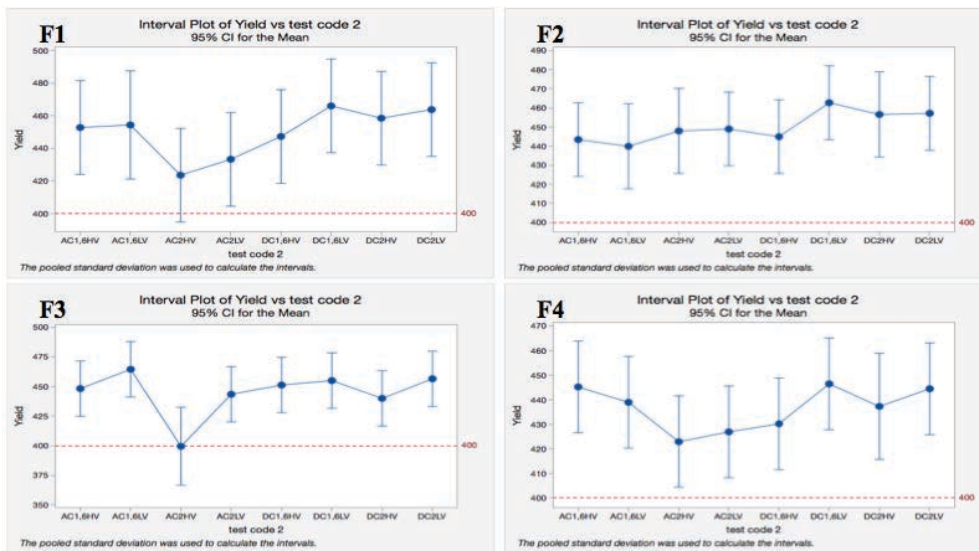 F1
Interval Plot of Yield vs test code 2
95% CI for the Mean
500
480
460
440
420
400
Yield
400
AC1,6HV AC1,6LV AC2HV AC2LV DC1,6HV DC1,6LV DC2HV DC2LV
test code 2
The pooled standard deviation was used to calculate the intervals.
F2
Interval Plot of Yield vs test code 2
95% CI for the Mean
490
480
470
460
450
440
430
420
410
400
Yield
400
AC1,6HV AC1,6LV AC2HV AC2LV DC1,6HV DC1,6LV DC2HV DC2LV
test code 2
The pooled standard deviation was used to calculate the intervals.
F3
Interval Plot of Yield vs test code 2
95% CI for the Mean
500
475
450
425
400
375
350
Yield
400
AC1,6HV AC1,6LV AC2HV AC2LV DC1,6HV DC1,6LV DC2HV DC2LV
test code 2
The pooled standard deviation was used to calculate the intervals.
F4
Interval Plot of Yield vs test code 2
95% CI for the Mean
470
460
450
440
430
420
410
400
Yield
400
AC1,6HV AC1,6LV AC2HV AC2LV DC1,6HV DC1,6LV DC2HV DC2LV
test code 2
The pooled standard deviation was used to calculate the intervals.